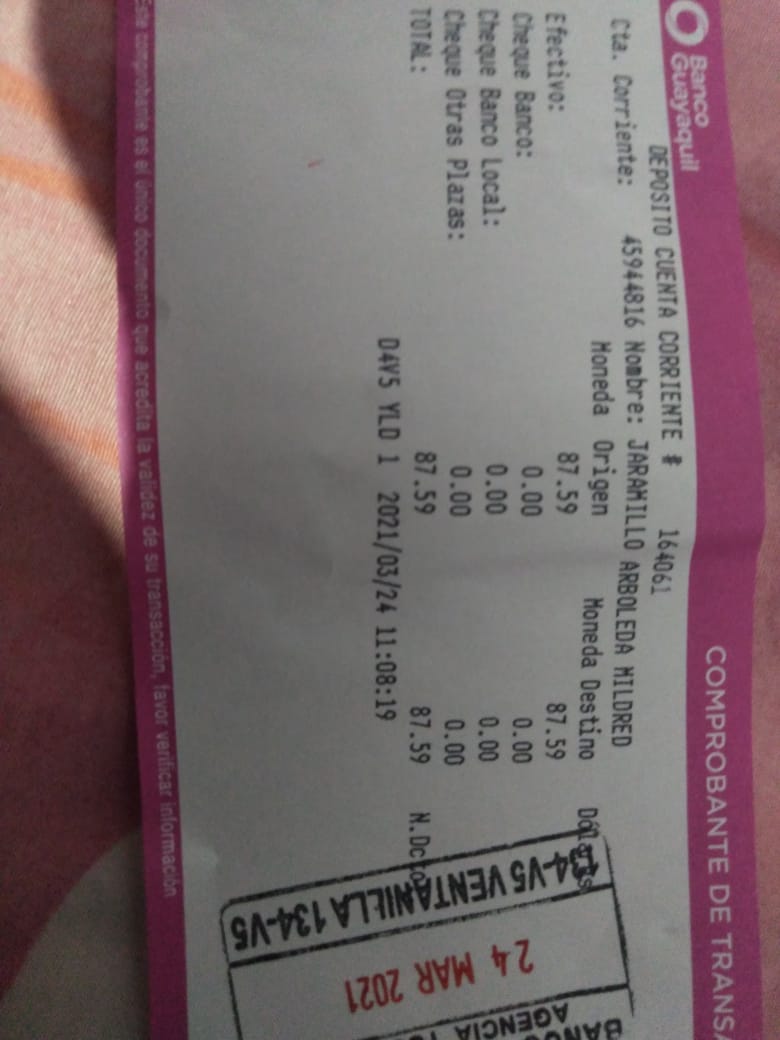 Banco
Guayaquil
COMPROBANTE DE TRANSA
DEPOSITO CUENTA CORRIENTE # 164061
Cta. Corriente: 45944816 Nombre: JARAMILLO ARBOLEDA MILDRED
Moneda Origen Moneda Destino Dólares
Efectivo: 87.59 87.59
Cheque Banco: 0.00 0.00
Cheque Banco Local: 0.00 0.00
Cheque Otras Plazas: 0.00 0.00
TOTAL: 87.59 87.59
D4V5 YLD 1 2021/03/24 11:08:19
Este comprobante es el único documento que acredita la validez de su transacción, favor verificar información
BANCO
AGENCIA
24 MAR 2021
4-V5 VENTANILLA 134-V5